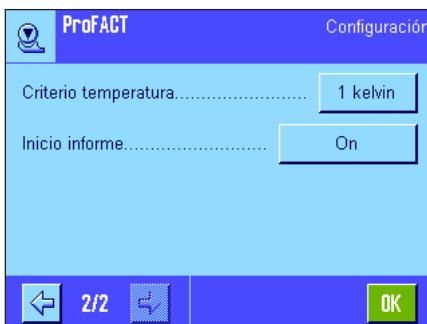 ProFACT
Configuración
Criterio temperatura........................ 1 kelvin
Inicio informe.......................... On
2/2
OK